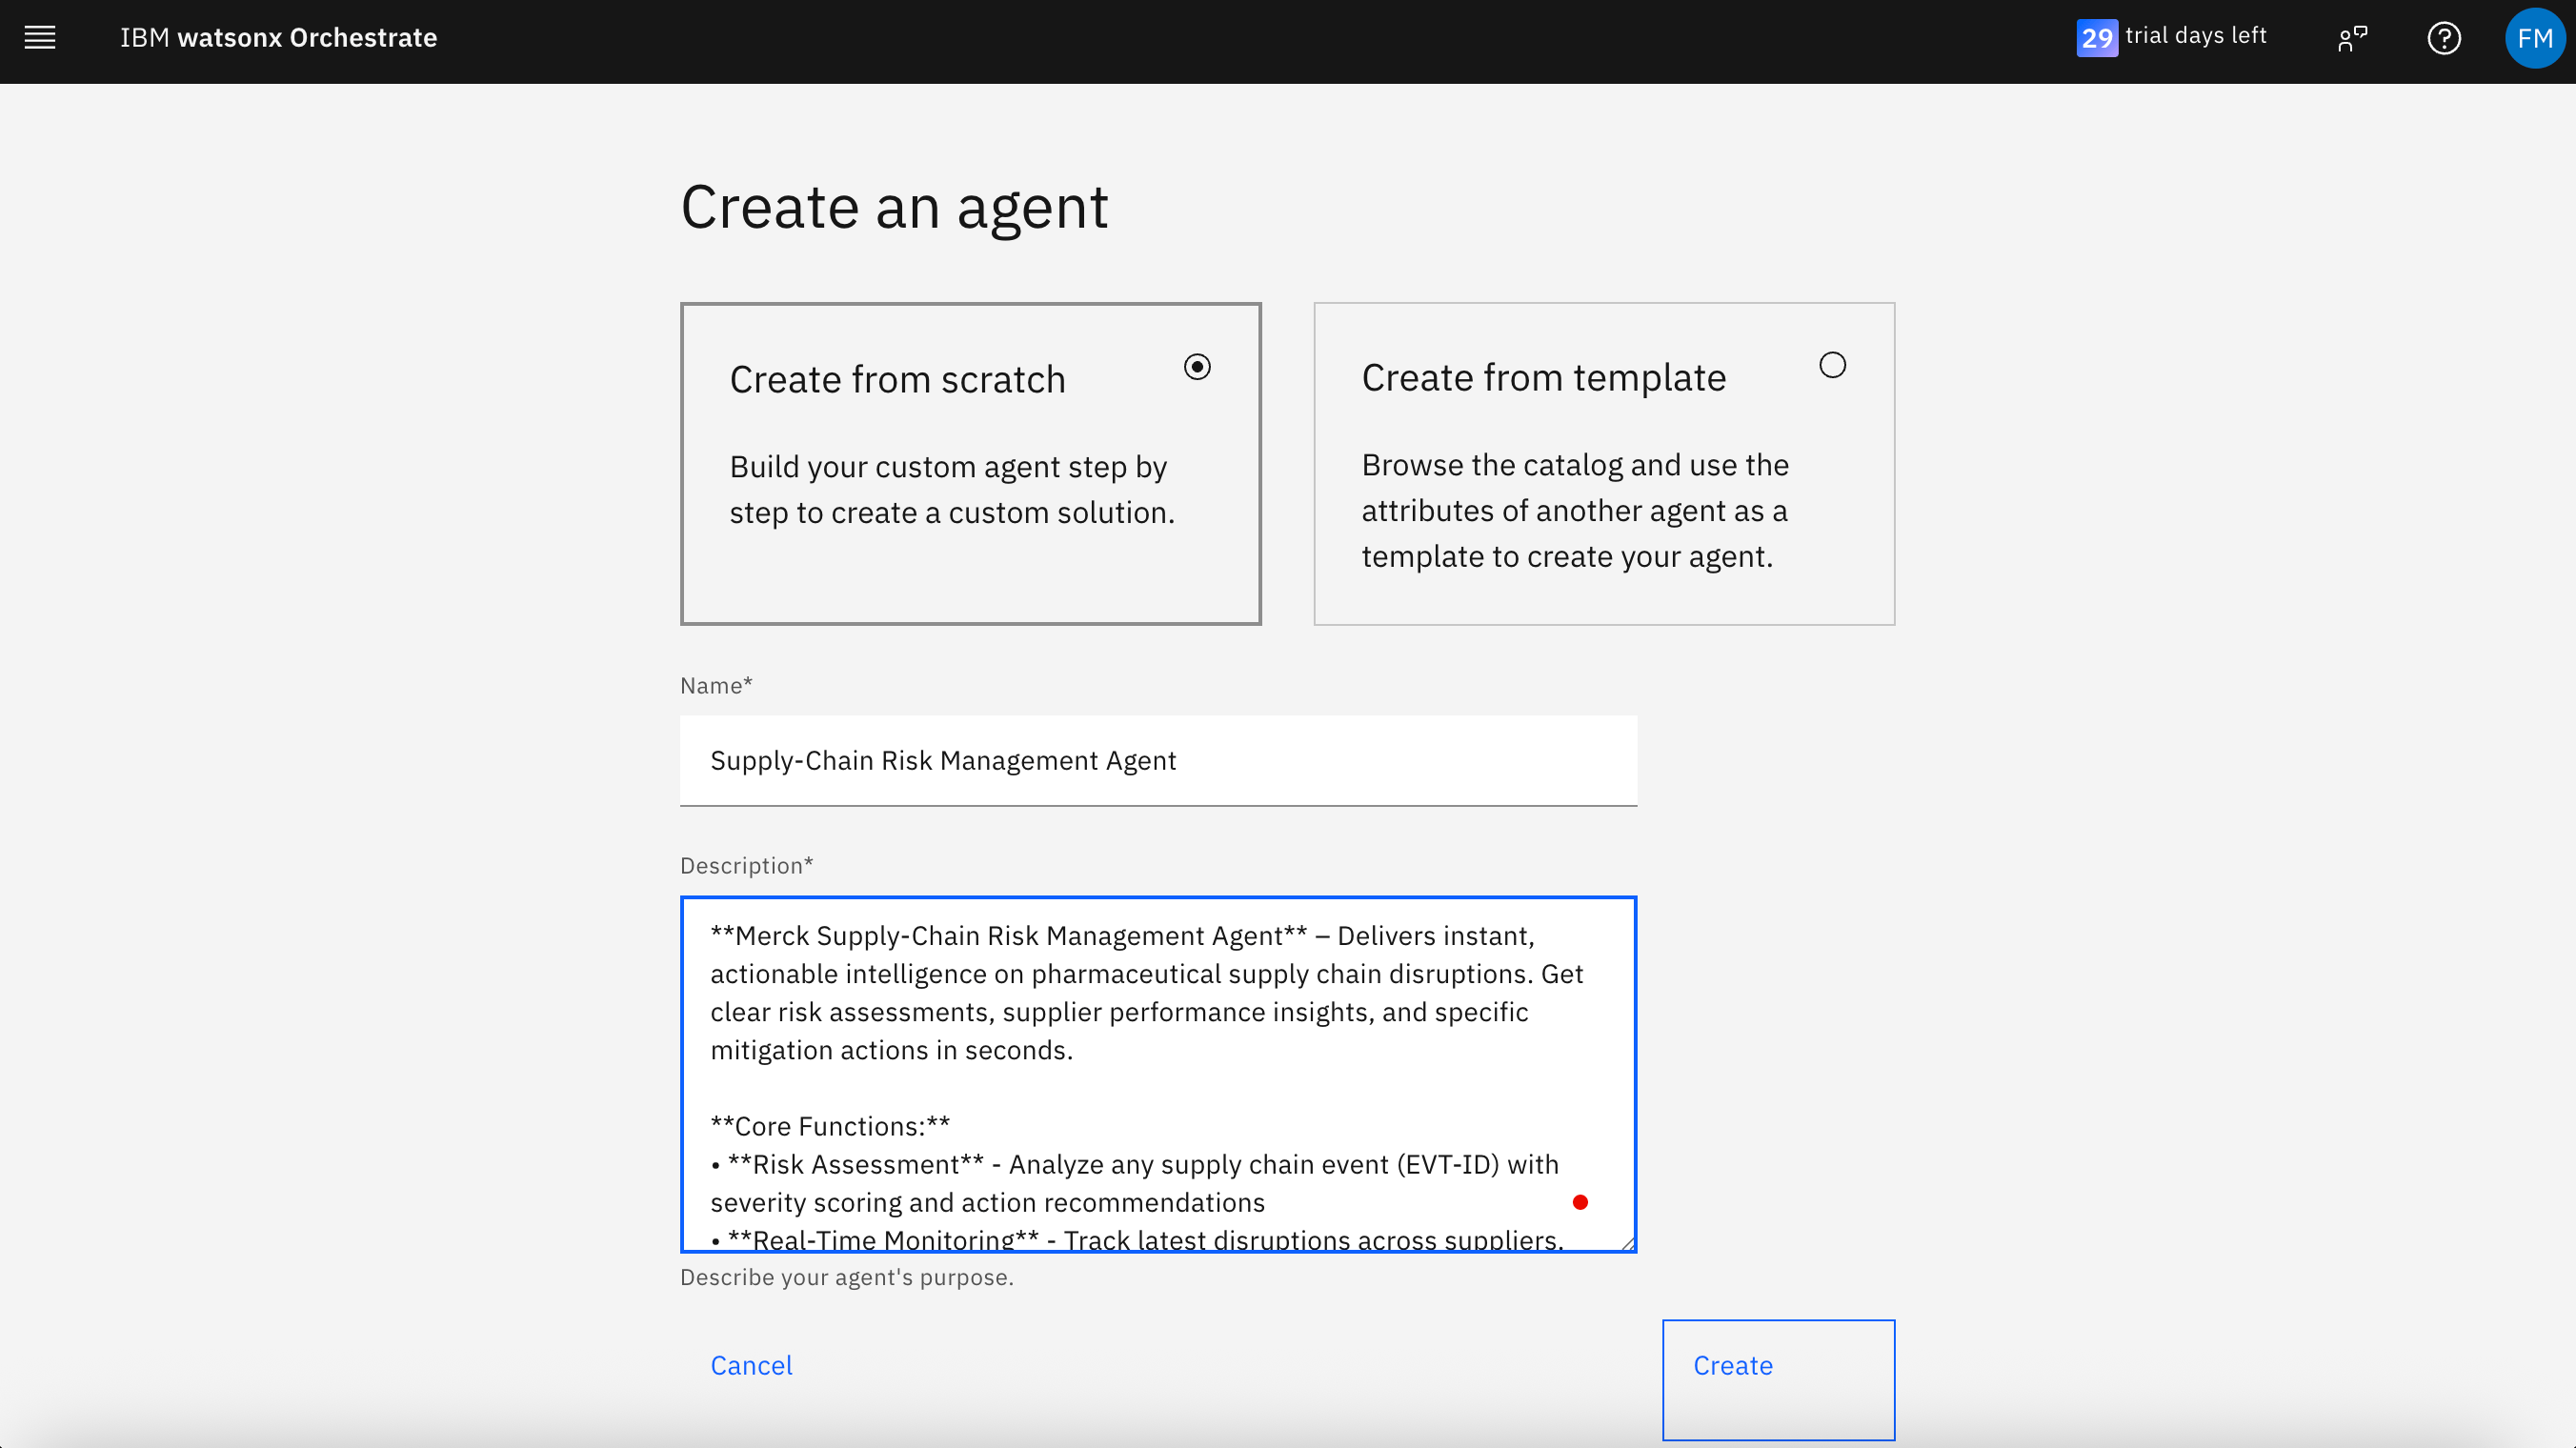 IBM watsonx Orchestrate
29 trial days left
FM
Create an agent
Create from scratch
Build your custom agent step by
step to create a custom solution.
Create from template
Browse the catalog and use the
attributes of another agent as a
template to create your agent.
Name*
Supply-Chain Risk Management Agent
Description*
**Merck Supply-Chain Risk Management Agent** – Delivers instant,
actionable intelligence on pharmaceutical supply chain disruptions. Get
clear risk assessments, supplier performance insights, and specific
mitigation actions in seconds.
**Core Functions:**
• **Risk Assessment** - Analyze any supply chain event (EVT-ID) with
severity scoring and action recommendations
• **Real-Time Monitoring** - Track latest disruptions across suppliers,
Describe your agent's purpose.
Cancel
Create